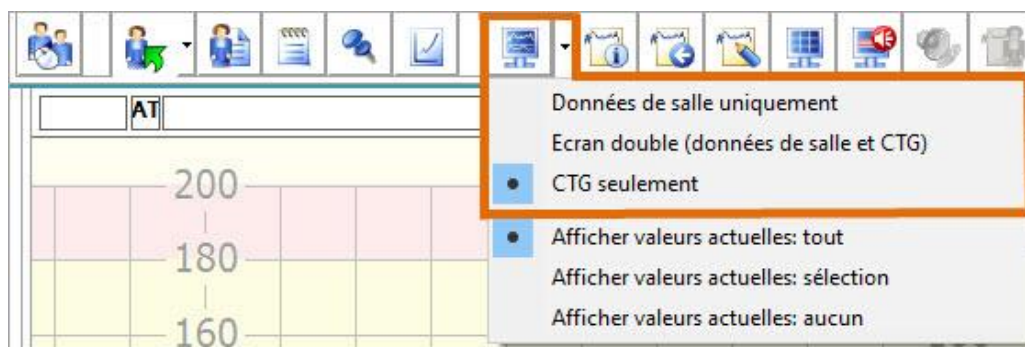 Données de salle uniquement
AT
Ecran double (données de salle et CTG)
CTG seulement
200
Afficher valeurs actuelles: tout
180
Afficher valeurs actuelles: sélection
Afficher valeurs actuelles: aucun
160